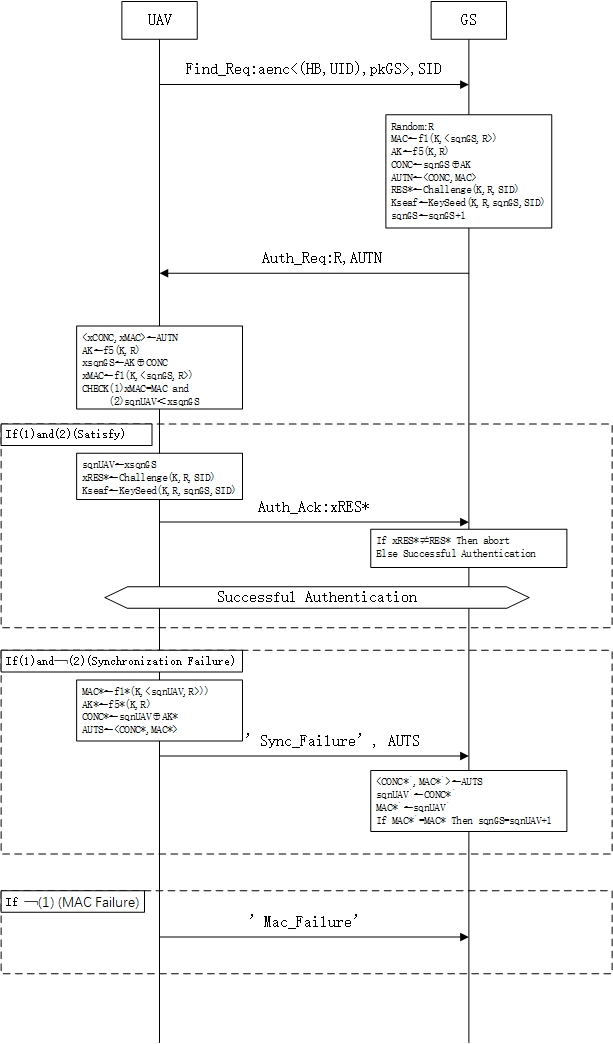 UAV
GS
Find_Req:aenc<(HB,UID),pkGS>,SID
Random:R
MAC←f1(K,<sqnGS,R>)
AK←f5(K,R)
CONC←sqnGS⊕AK
AUTN←<CONC,MAC>
RES*←Challenge(K,R,SID)
Kseaf←KeySeed(K,R,sqnGS,SID)
sqnGS←sqnGS+1
Auth_Req:R,AUTN
<xCONC,xMAC>←AUTN
AK←f5(K,R)
xsqnGS←AK⊕CONC
xMAC←f1(K,<sqnGS,R>)
CHECK(1)xMAC=MAC and
(2)sqnUAV<xsqnGS
If(1)and(2)(Satisfy)
sqnUAV←xsqnGS
xRES*←Challenge(K,R,SID)
Kseaf←KeySeed(K,R,sqnGS,SID)
Auth_Ack:xRES*
If xRES*≠RES* Then abort
Else Successful Authentication
Successful Authentication
If(1)and¬(2)(Synchronization Failure)
MAC*←f1*(K,<sqnUAV,R>))
AK*←f5*(K,R)
CONC*←sqnUAV⊕AK*
AUTS←<CONC*,MAC*>
’Sync_Failure’, AUTS
<CONC*`,MAC*`>←AUTS
sqnUAV`←CONC*`
MAC*`←sqnUAV`
If MAC*`=MAC* Then sqnGS=sqnUAV+1
If ¬(1) (MAC Failure)
’Mac_Failure’